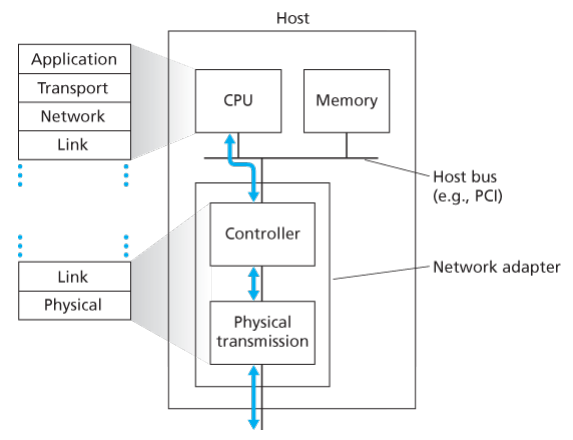 Host
Application
Transport
Network
Link
CPU
Memory
Host bus
(e.g., PCI)
Controller
Network adapter
Link
Physical
Physical
transmission